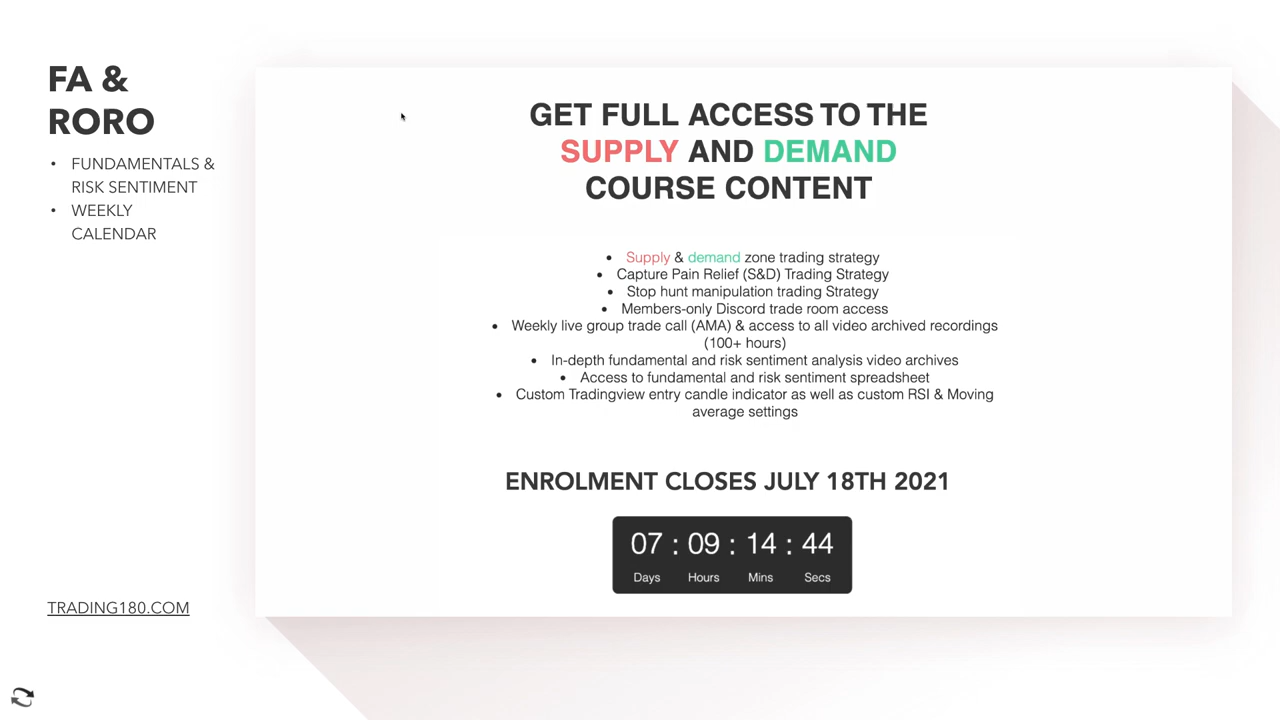 FA &
RORO
• FUNDAMENTALS &
RISK SENTIMENT
• WEEKLY
CALENDAR
TRADING180.COM
GET FULL ACCESS TO THE
SUPPLY AND DEMAND
COURSE CONTENT
• Supply & demand zone trading strategy
• Capture Pain Relief (S&D) Trading Strategy
• Stop hunt manipulation trading Strategy
• Members-only Discord trade room access
• Weekly live group trade call (AMA) & access to all video archived recordings
(100+ hours)
• In-depth fundamental and risk sentiment analysis video archives
• Access to fundamental and risk sentiment spreadsheet
• Custom Tradingview entry candle indicator as well as custom RSI & Moving
average settings
ENROLMENT CLOSES JULY 18TH 2021
07 : 09 : 14 : 44
Days Hours Mins Secs